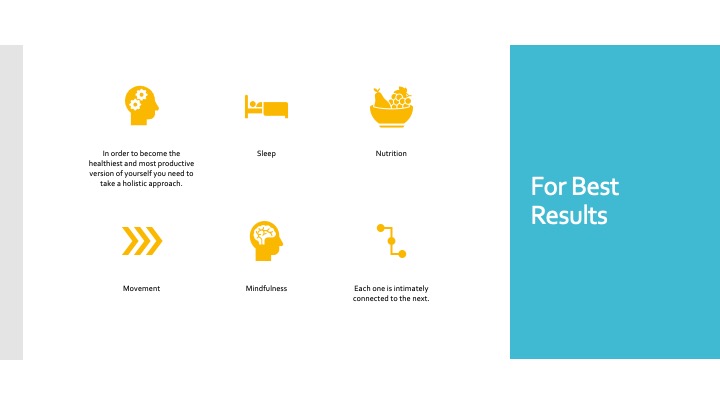 In order to become the
healthiest and most productive
version of yourself you need to
take a holistic approach.
Sleep
Nutrition
Movement
Mindfulness
Each one is intimately
connected to the next.
For Best
Results